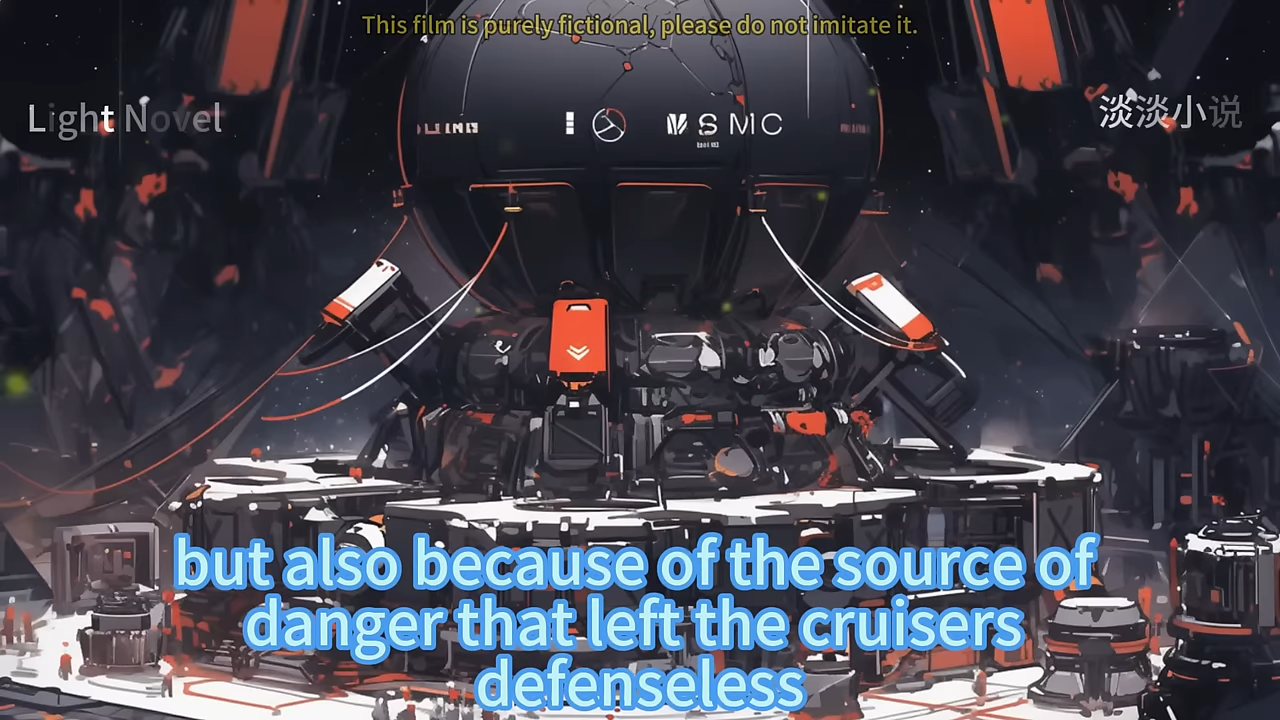 This film is purely fictional, please do not imitate it.
Light Novel
淡淡小说
SMC
but also because of the source of
danger that left the cruisers
defenseless